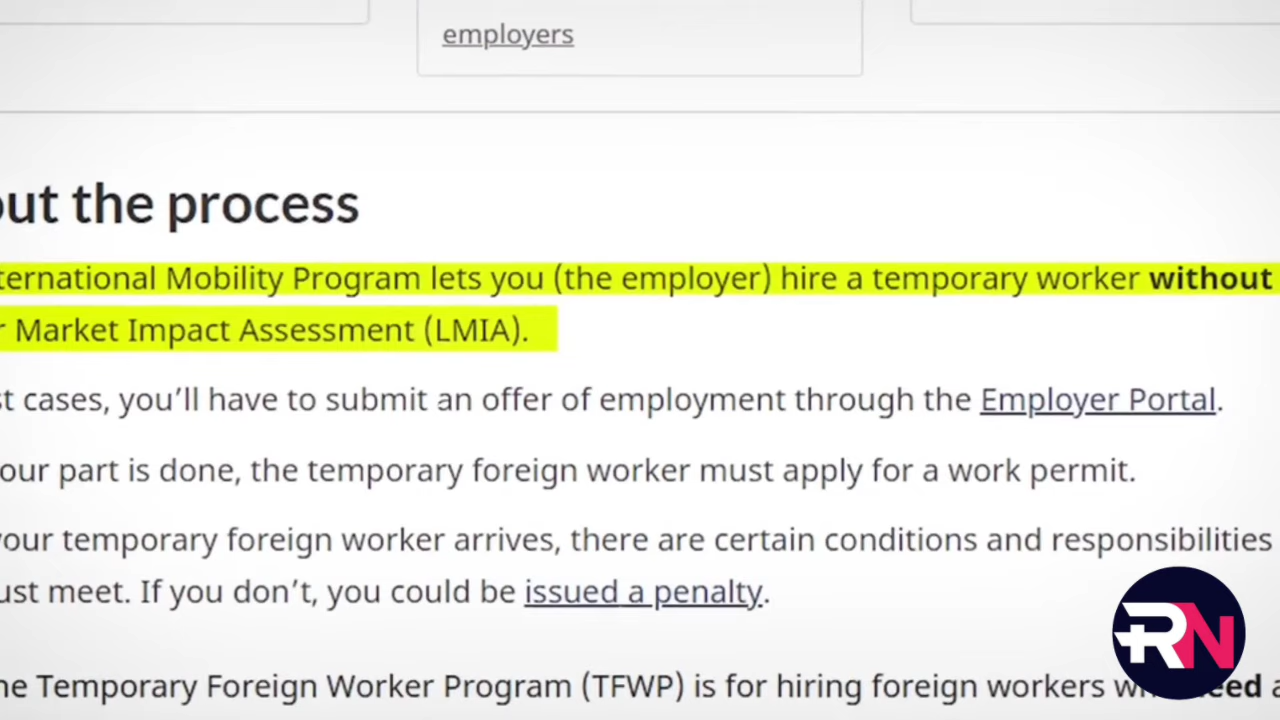 employers
out the process
ternational Mobility Program lets you (the employer) hire a temporary worker without
r Market Impact Assessment (LMIA).
st cases, you’ll have to submit an offer of employment through the Employer Portal.
our part is done, the temporary foreign worker must apply for a work permit.
your temporary foreign worker arrives, there are certain conditions and responsibilities
ust meet. If you don’t, you could be issued a penalty.
he Temporary Foreign Worker Program (TFWP) is for hiring foreign workers
RN